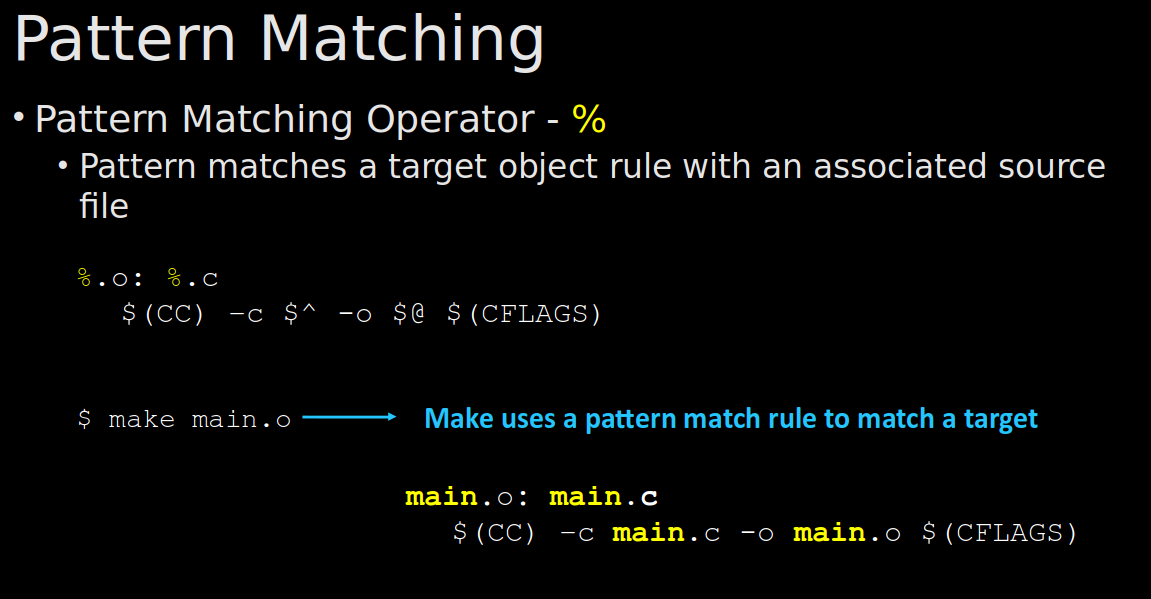 Pattern Matching
• Pattern Matching Operator - %
• Pattern matches a target object rule with an associated source
file
%.o: %.c
$(CC) –c $^ -o $@ $(CFLAGS)
$ make main.o
Make uses a pattern match rule to match a target
main.o: main.c
$(CC) –c main.c -o main.o $(CFLAGS)